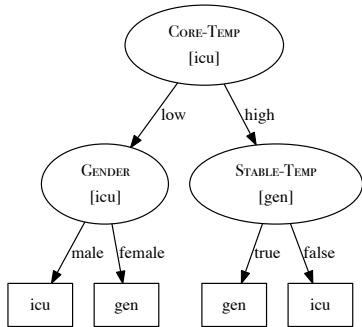 CORE-TEMP
[icu]
low
high
GENDER
[icu]
STABLE-TEMP
[gen]
male
female
true
false
icu
gen
gen
icu